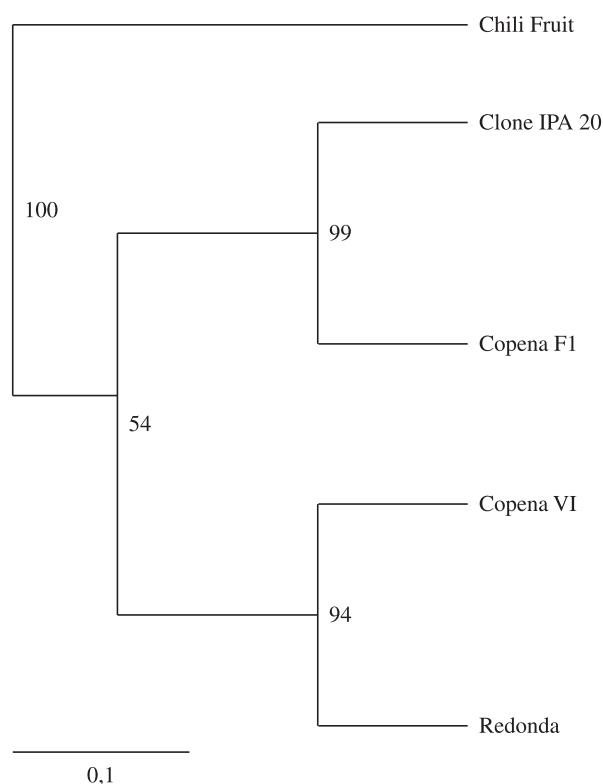 Chili Fruit
Clone IPA 20
100
99
Copena F1
54
Copena VI
94
Redonda
0,1